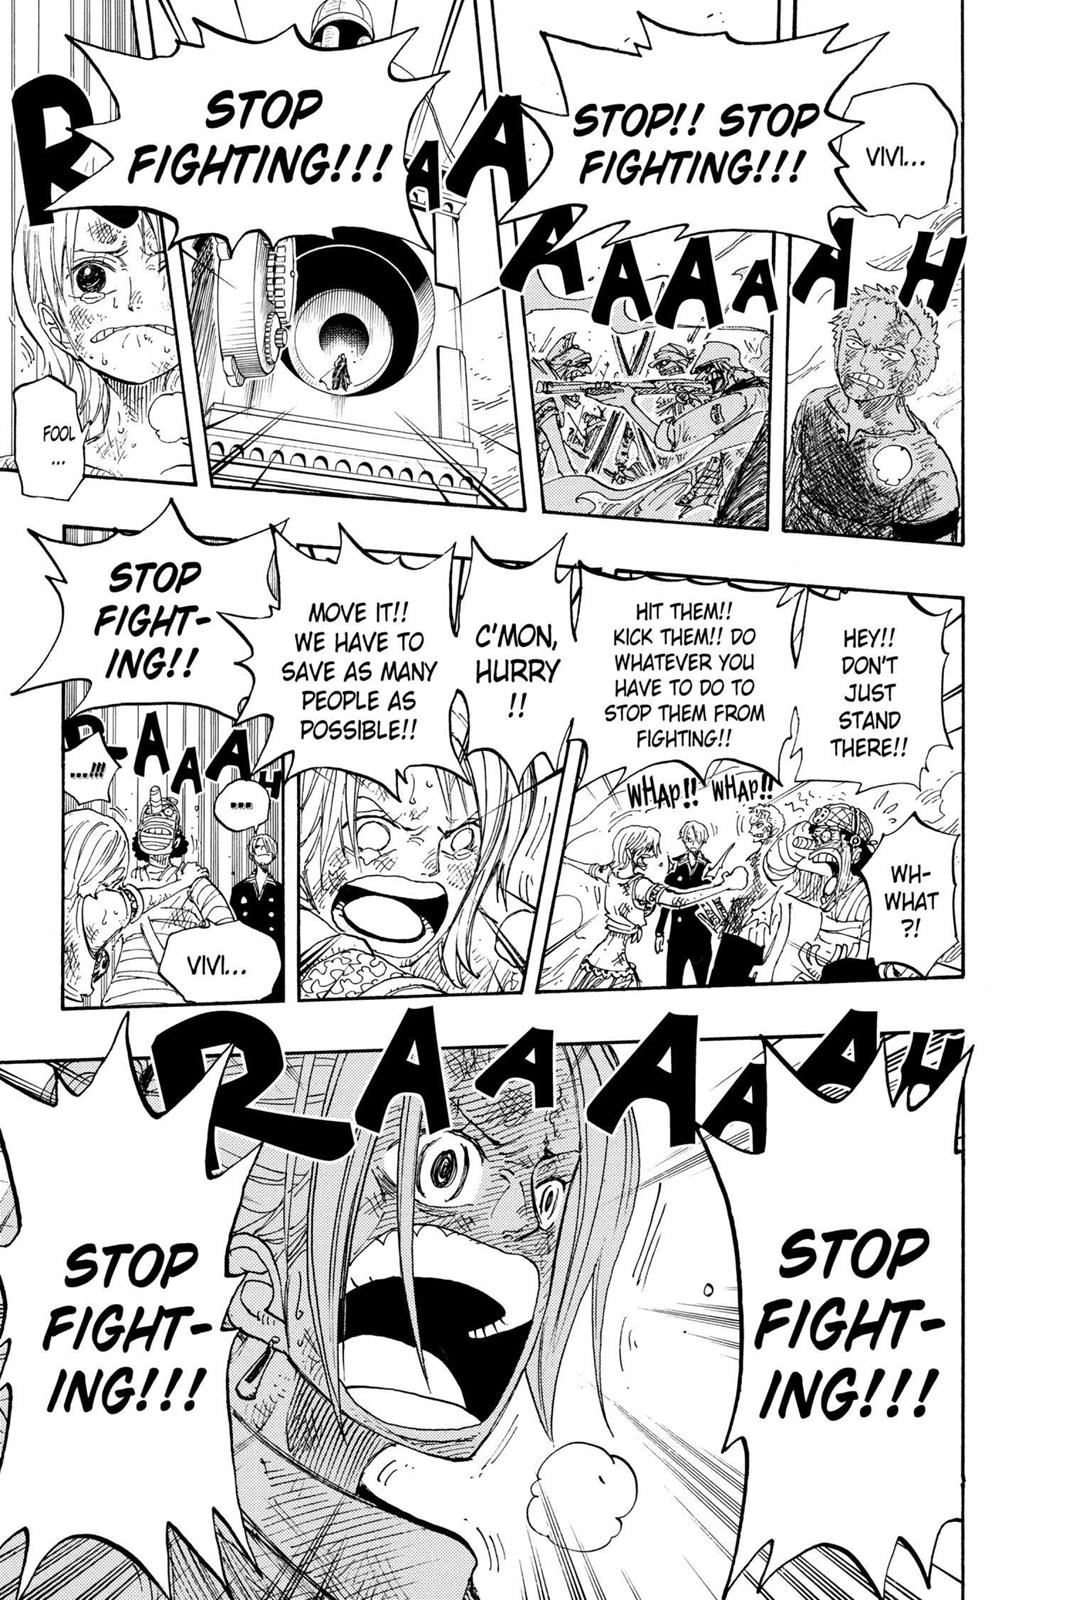 VIVI...
STOP!! STOP
FIGHTING!!!
STOP
FIGHTING!!!
RAAAAAAAAAH
FOOL
...
HEY!!
DON'T
JUST
STAND
THERE!!
WH-
WHAT
?!
HIT THEM!!
KICK THEM!! DO
WHATEVER YOU
HAVE TO DO TO
STOP THEM FROM
FIGHTING!!
WHAP!! WHAP!!
C'MON,
HURRY
!!
MOVE IT!!
WE HAVE TO
SAVE AS MANY
PEOPLE AS
POSSIBLE!!
STOP
FIGHT-
ING!!
RAAAAH
...
...!!!
VIVI...
RAAAAAAH
STOP
FIGHT-
ING!!!
STOP
FIGHT-
ING!!!